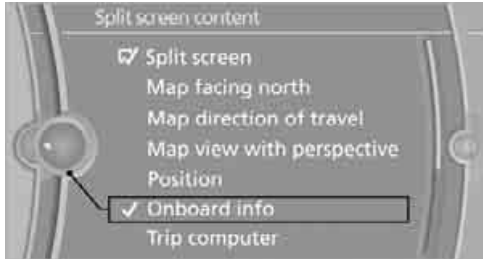 Split screen content
Split screen
Map facing north
Map direction of travel
Map view with perspective
Position
Onboard info
Trip computer